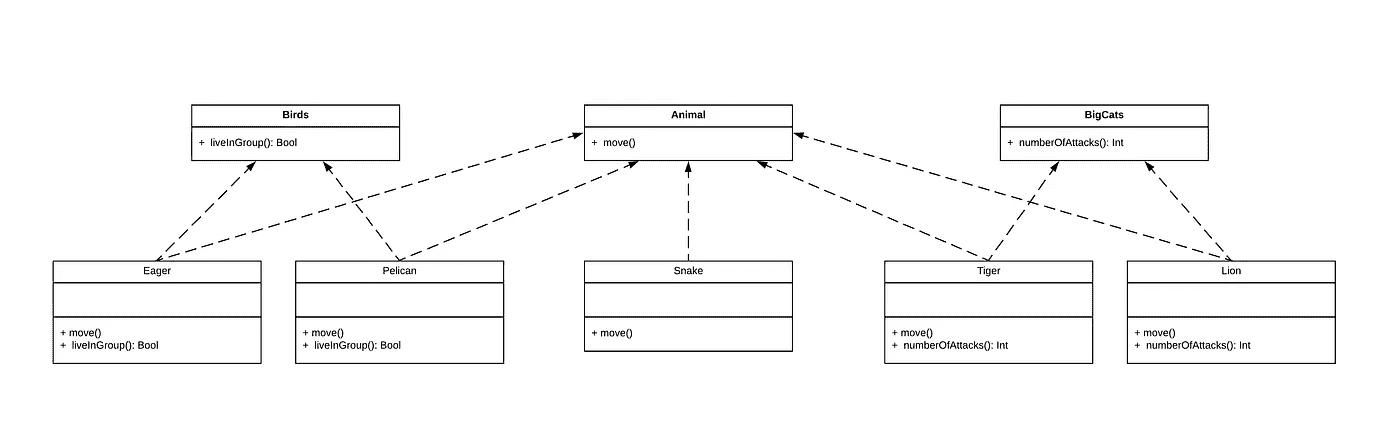 Birds
+ liveInGroup(): Bool
Animal
+ move()
BigCats
+ numberOfAttacks(): Int
Eager
+ move()
+ liveInGroup(): Bool
Pelican
+ move()
+ liveInGroup(): Bool
Snake
+ move()
Tiger
+ move()
+ numberOfAttacks(): Int
Lion
+ move()
+ numberOfAttacks(): Int